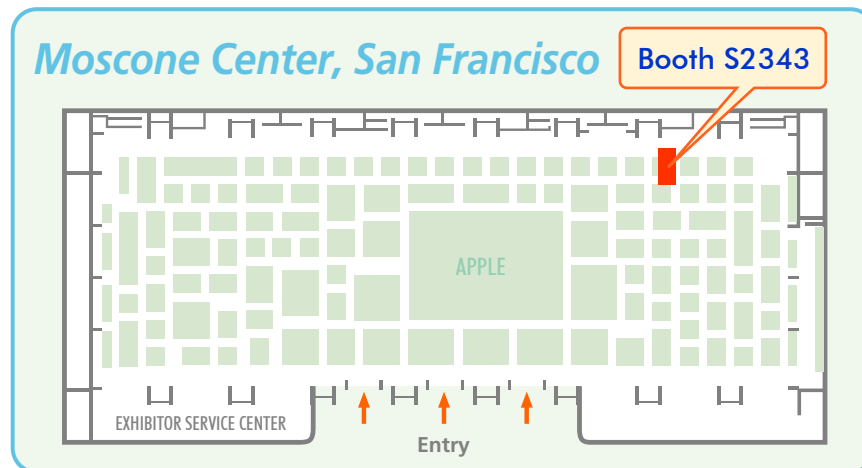 Moscone Center, San Francisco
Booth S2343
APPLE
EXHIBITOR SERVICE CENTER
Entry